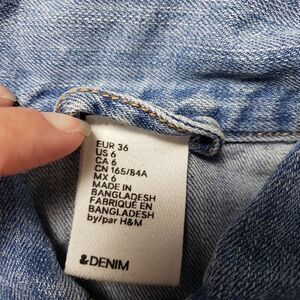 EUR 36
US 6
CA 6
CN 165/84A
MX 6
MADE IN
BANGLADESH
FABRIQUÉ EN
BANGLADESH
by/par H&M
&DENIM